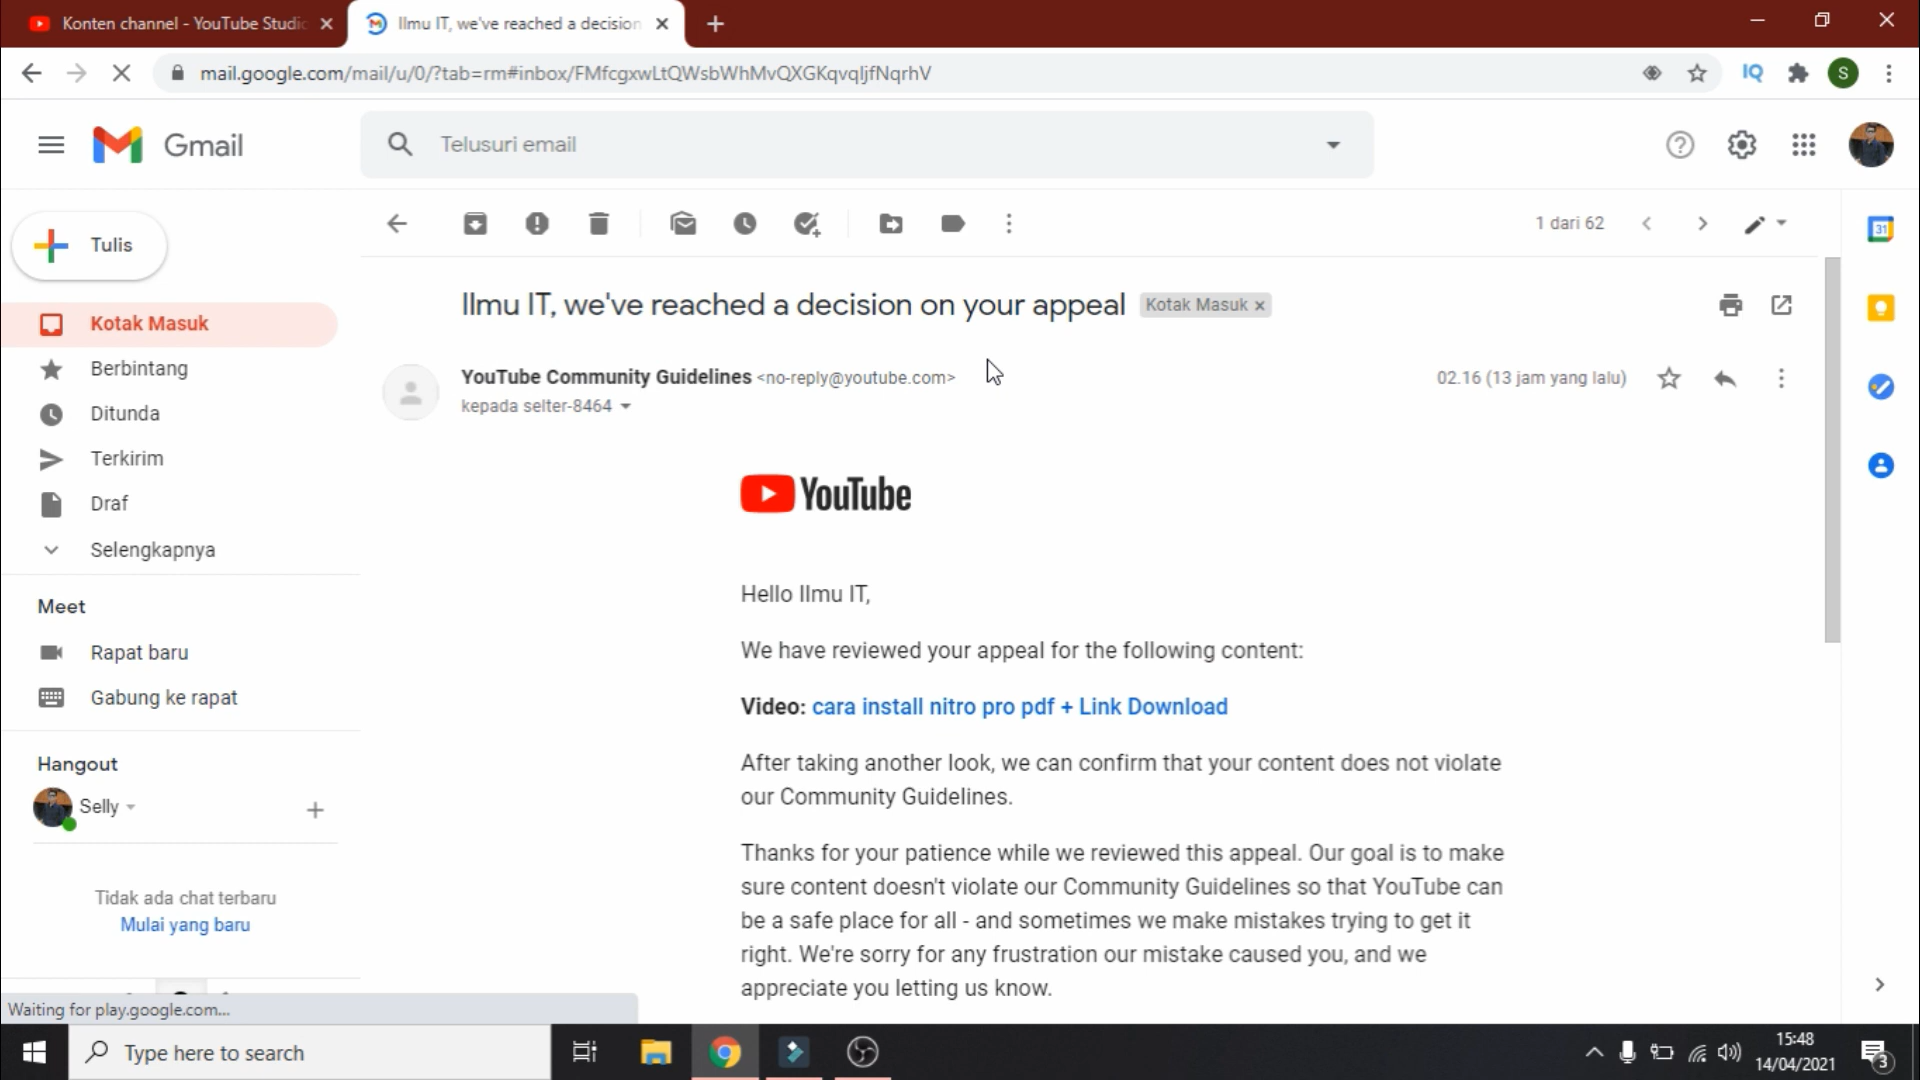 Konten channel - YouTube Studio
Ilmu IT, we've reached a decision
mail.google.com/mail/u/0/?tab=rm#inbox/FMfcgxwLtQWsbWhMvQXGKqvqljfNqrhV
IQ
S
Gmail
Telusuri email
1 dari 62
31
Tulis
Ilmu IT, we've reached a decision on your appeal
Kotak Masuk ×
Kotak Masuk
Berbintang
Ditunda
Terkirim
Draf
Selengkapnya
YouTube Community Guidelines <no-reply@youtube.com>
02.16 (13 jam yang lalu)
kepada selter-8464
YouTube
Hello Ilmu IT,
We have reviewed your appeal for the following content:
Video: cara install nitro pro pdf + Link Download
After taking another look, we can confirm that your content does not violate
our Community Guidelines.
Thanks for your patience while we reviewed this appeal. Our goal is to make
sure content doesn't violate our Community Guidelines so that YouTube can
be a safe place for all - and sometimes we make mistakes trying to get it
right. We're sorry for any frustration our mistake caused you, and we
appreciate you letting us know.
Meet
Rapat baru
Gabung ke rapat
Hangout
Selly
Tidak ada chat terbaru
Mulai yang baru
Waiting for play.google.com...
Type here to search
15:48
14/04/2021
3